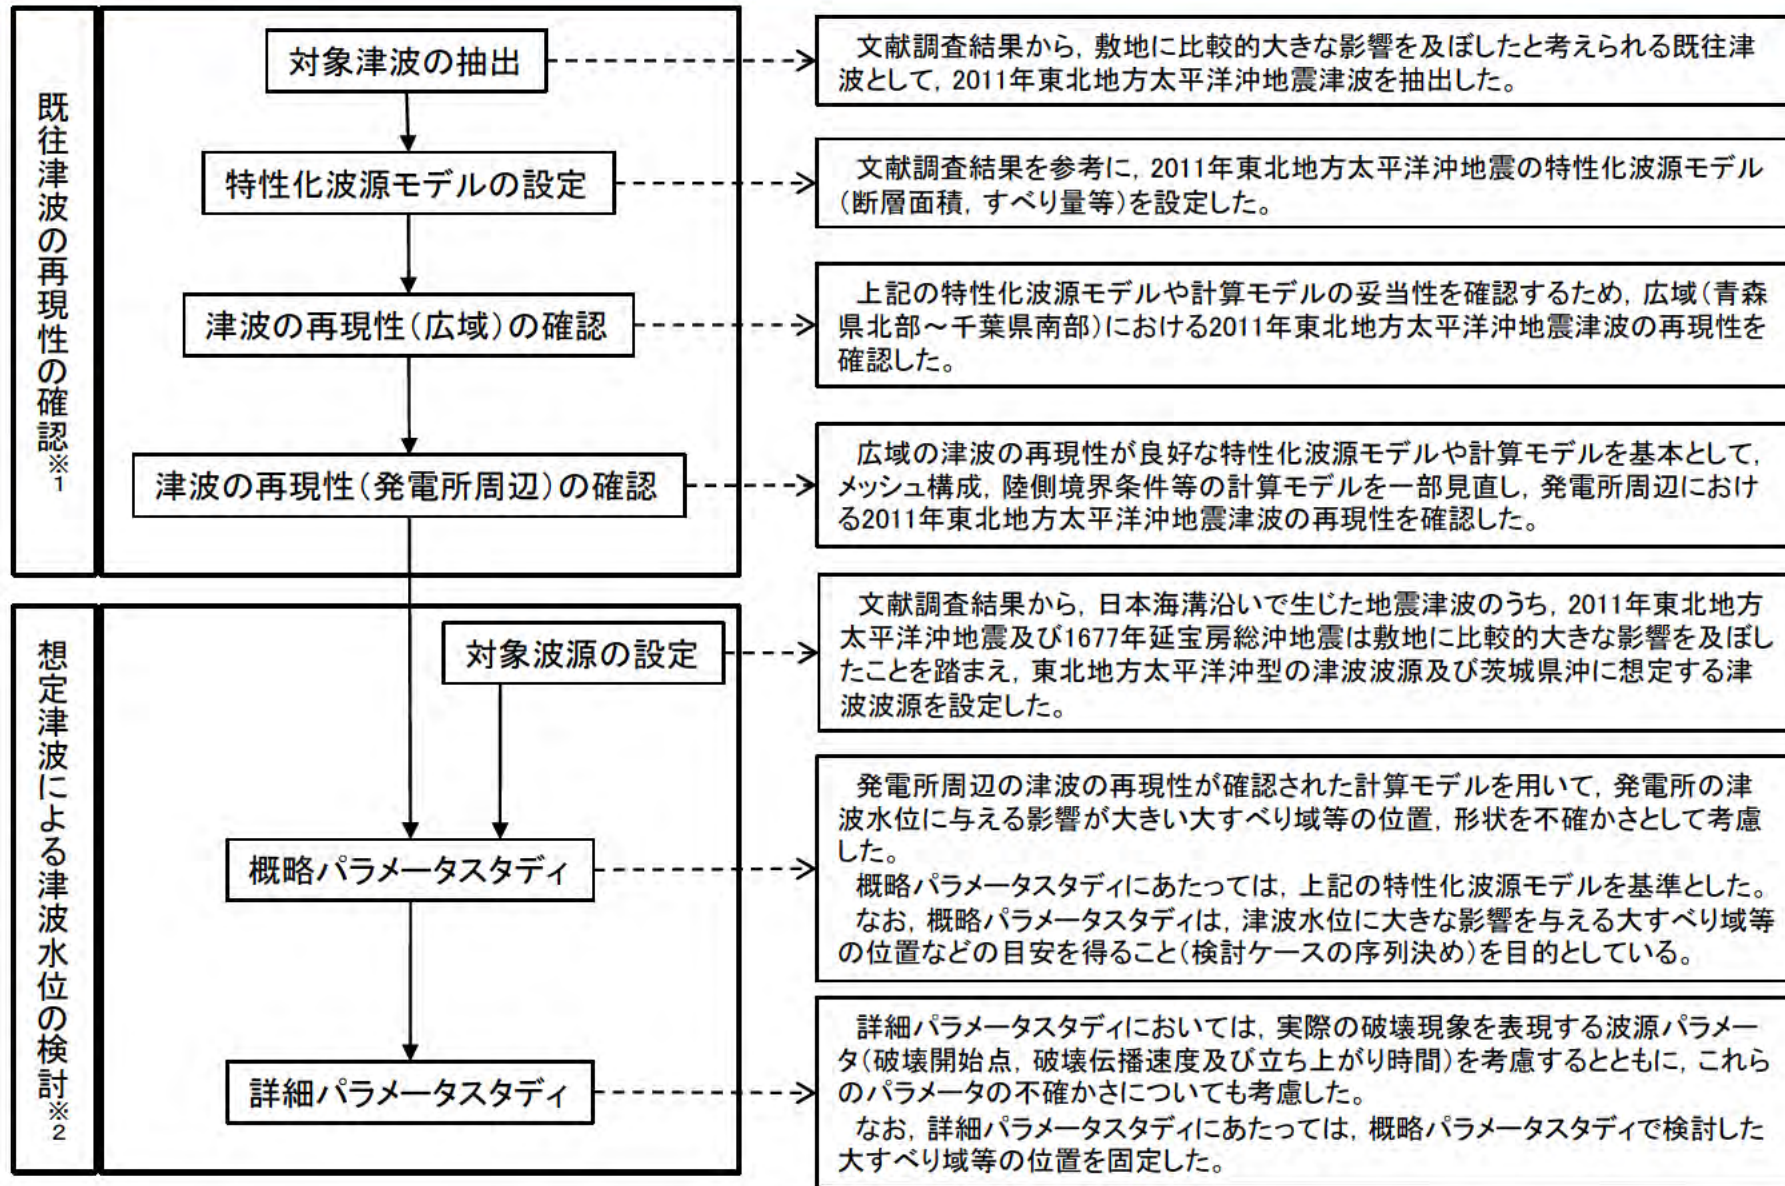 既往津波の再現性の確認※1
対象津波の抽出
文献調査結果から，敷地に比較的大きな影響を及ぼしたと考えられる既往津
波として，2011年東北地方太平洋沖地震津波を抽出した。
特性化波源モデルの設定
文献調査結果を参考に，2011年東北地方太平洋沖地震の特性化波源モデル
（断層面積，すべり量等）を設定した。
津波の再現性（広域）の確認
上記の特性化波源モデルや計算モデルの妥当性を確認するため，広域（青森
県北部～千葉県南部）における2011年東北地方太平洋沖地震津波の再現性を
確認した。
津波の再現性（発電所周辺）の確認
広域の津波の再現性が良好な特性化波源モデルや計算モデルを基本として，
メッシュ構成，陸側境界条件等の計算モデルを一部見直し，発電所周辺におけ
る2011年東北地方太平洋沖地震津波の再現性を確認した。
想定津波による津波水位の検討※2
対象波源の設定
文献調査結果から，日本海溝沿いで生じた地震津波のうち，2011年東北地方
太平洋沖地震及び1677年延宝房総沖地震は敷地に比較的大きな影響を及ぼし
たことを踏まえ，東北地方太平洋沖型の津波波源及び茨城県沖に想定する津
波波源を設定した。
概略パラメータスタディ
発電所周辺の津波の再現性が確認された計算モデルを用いて，発電所の津
波水位に与える影響が大きい大すべり域等の位置，形状を不確かさとして考慮
した。
概略パラメータスタディにあたっては，上記の特性化波源モデルを基準とした。
なお，概略パラメータスタディは，津波水位に大きな影響を与える大すべり域等
の位置などの目安を得ること（検討ケースの序列決め）を目的としている。
詳細パラメータスタディ
詳細パラメータスタディにおいては，実際の破壊現象を表現する波源パラメー
タ（破壊開始点，破壊伝播速度及び立ち上がり時間）を考慮するとともに，これら
のパラメータの不確かさについても考慮した。
なお，詳細パラメータスタディにあたっては，概略パラメータスタディで検討した
大すべり域等の位置を固定した。